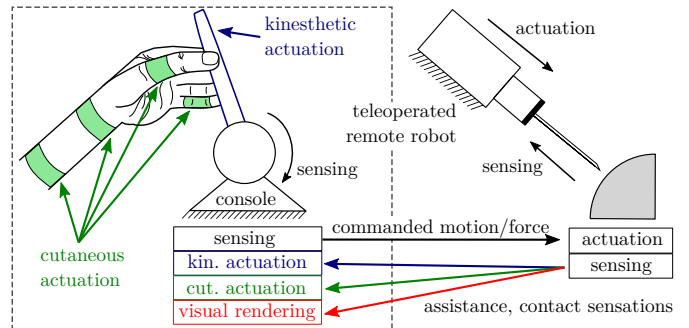 kinesthetic
actuation
actuation
teleoperated
remote robot
sensing
sensing
console
cutaneous
actuation
commanded motion/force
sensing
kin. actuation
cut. actuation
visual rendering
actuation
sensing
assistance, contact sensations